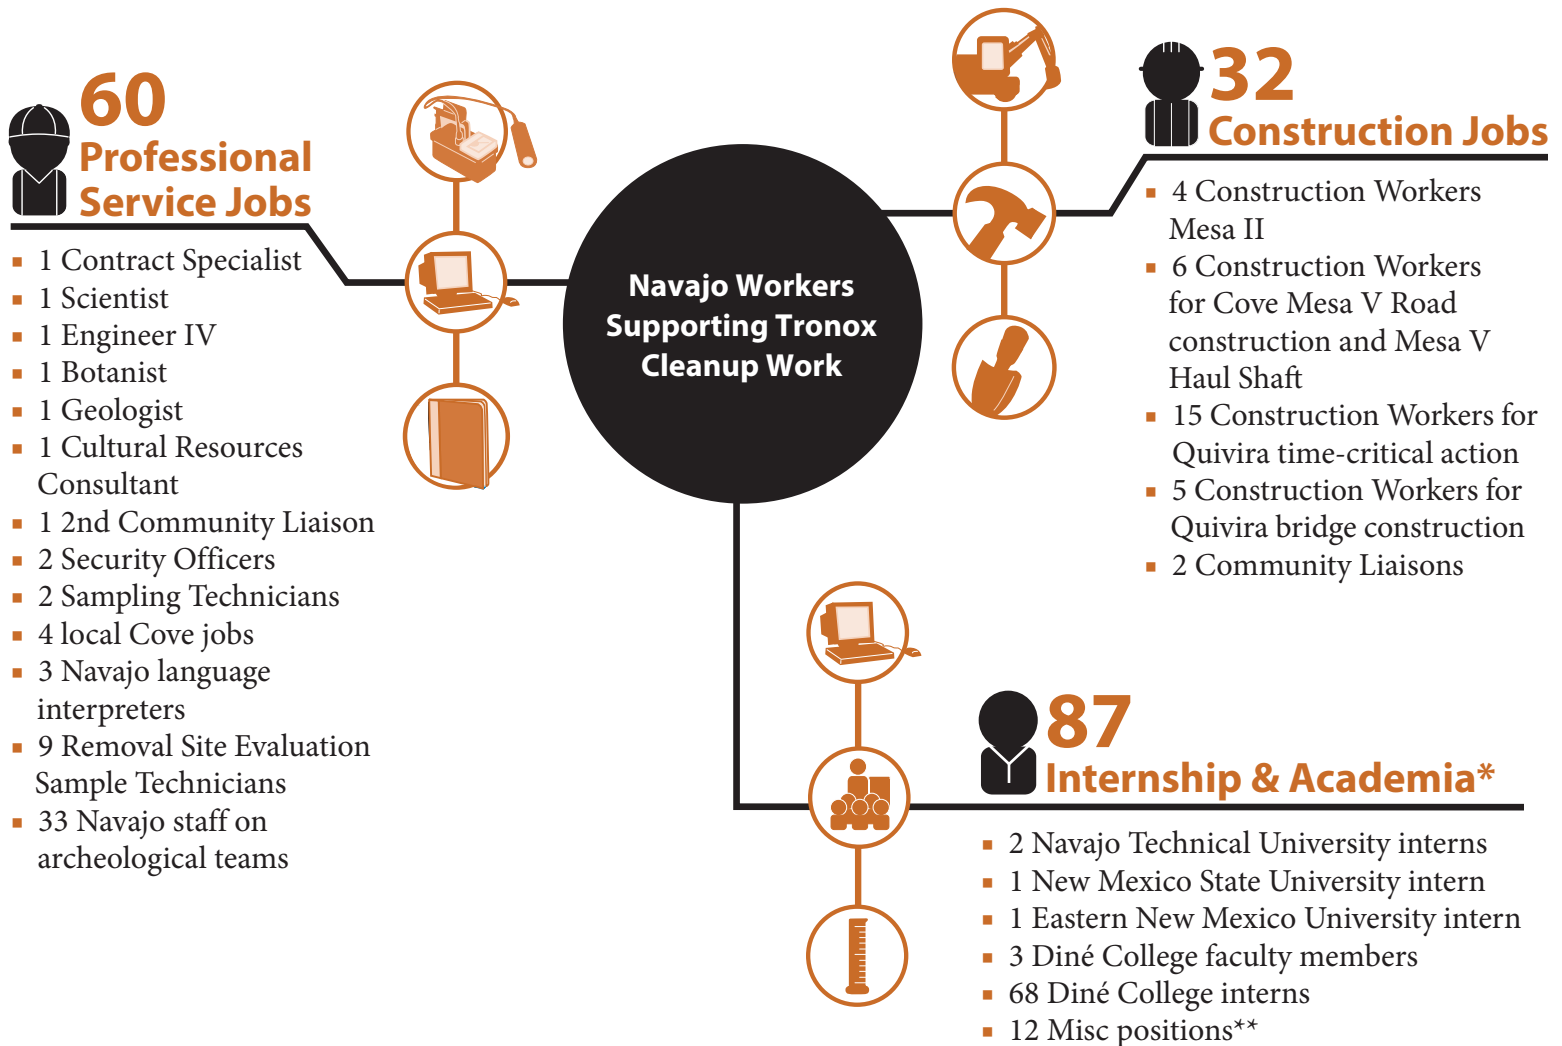 60
Professional
Service Jobs
▪ 1 Contract Specialist
▪ 1 Scientist
▪ 1 Engineer IV
▪ 1 Botanist
▪ 1 Geologist
▪ 1 Cultural Resources
Consultant
▪ 1 2nd Community Liaison
▪ 2 Security Officers
▪ 2 Sampling Technicians
▪ 4 local Cove jobs
▪ 3 Navajo language
interpreters
▪ 9 Removal Site Evaluation
Sample Technicians
▪ 33 Navajo staff on
archeological teams
Navajo Workers
Supporting Tronox
Cleanup Work
32
Construction Jobs
▪ 4 Construction Workers
Mesa II
▪ 6 Construction Workers
for Cove Mesa V Road
construction and Mesa V
Haul Shaft
▪ 15 Construction Workers for
Quivira time-critical action
▪ 5 Construction Workers for
Quivira bridge construction
▪ 2 Community Liaisons
87
Internship & Academia*
▪ 2 Navajo Technical University interns
▪ 1 New Mexico State University intern
▪ 1 Eastern New Mexico University intern
▪ 3 Diné College faculty members
▪ 68 Diné College interns
▪ 12 Misc positions**